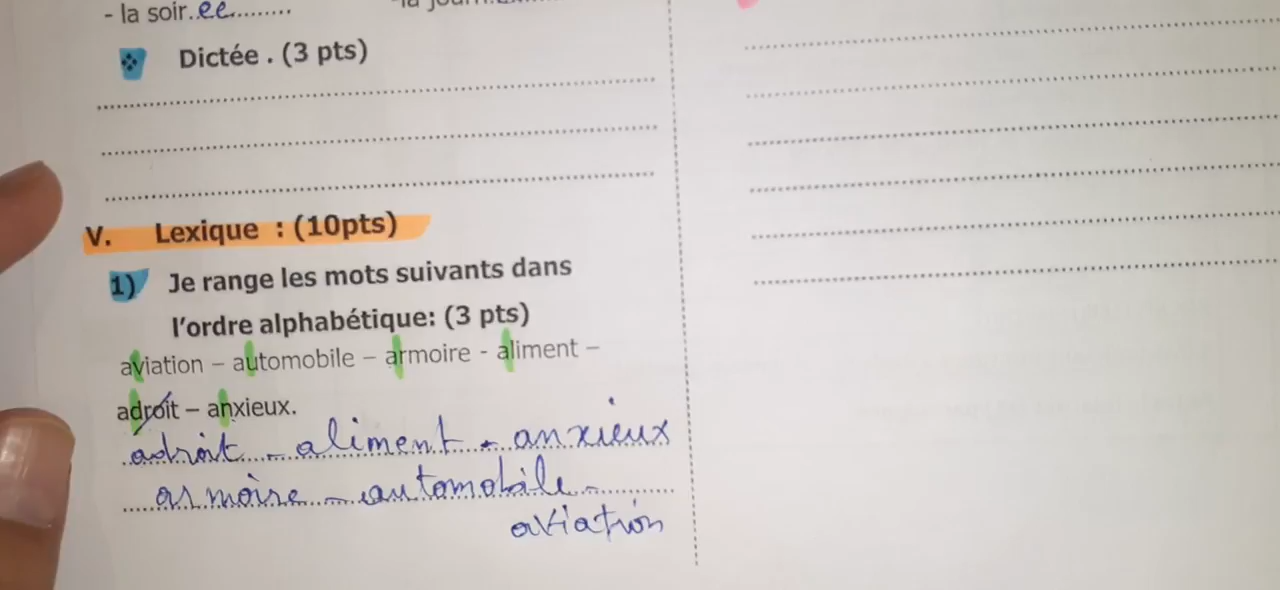 - la soir..ée.........
Dictée . (3 pts)
V. Lexique : (10pts)
1) Je range les mots suivants dans
l'ordre alphabétique: (3 pts)
aviation – automobile – armoire - aliment –
adroit – anxieux.
adroit - aliment - anxieux
armoire - automobile -
aviation